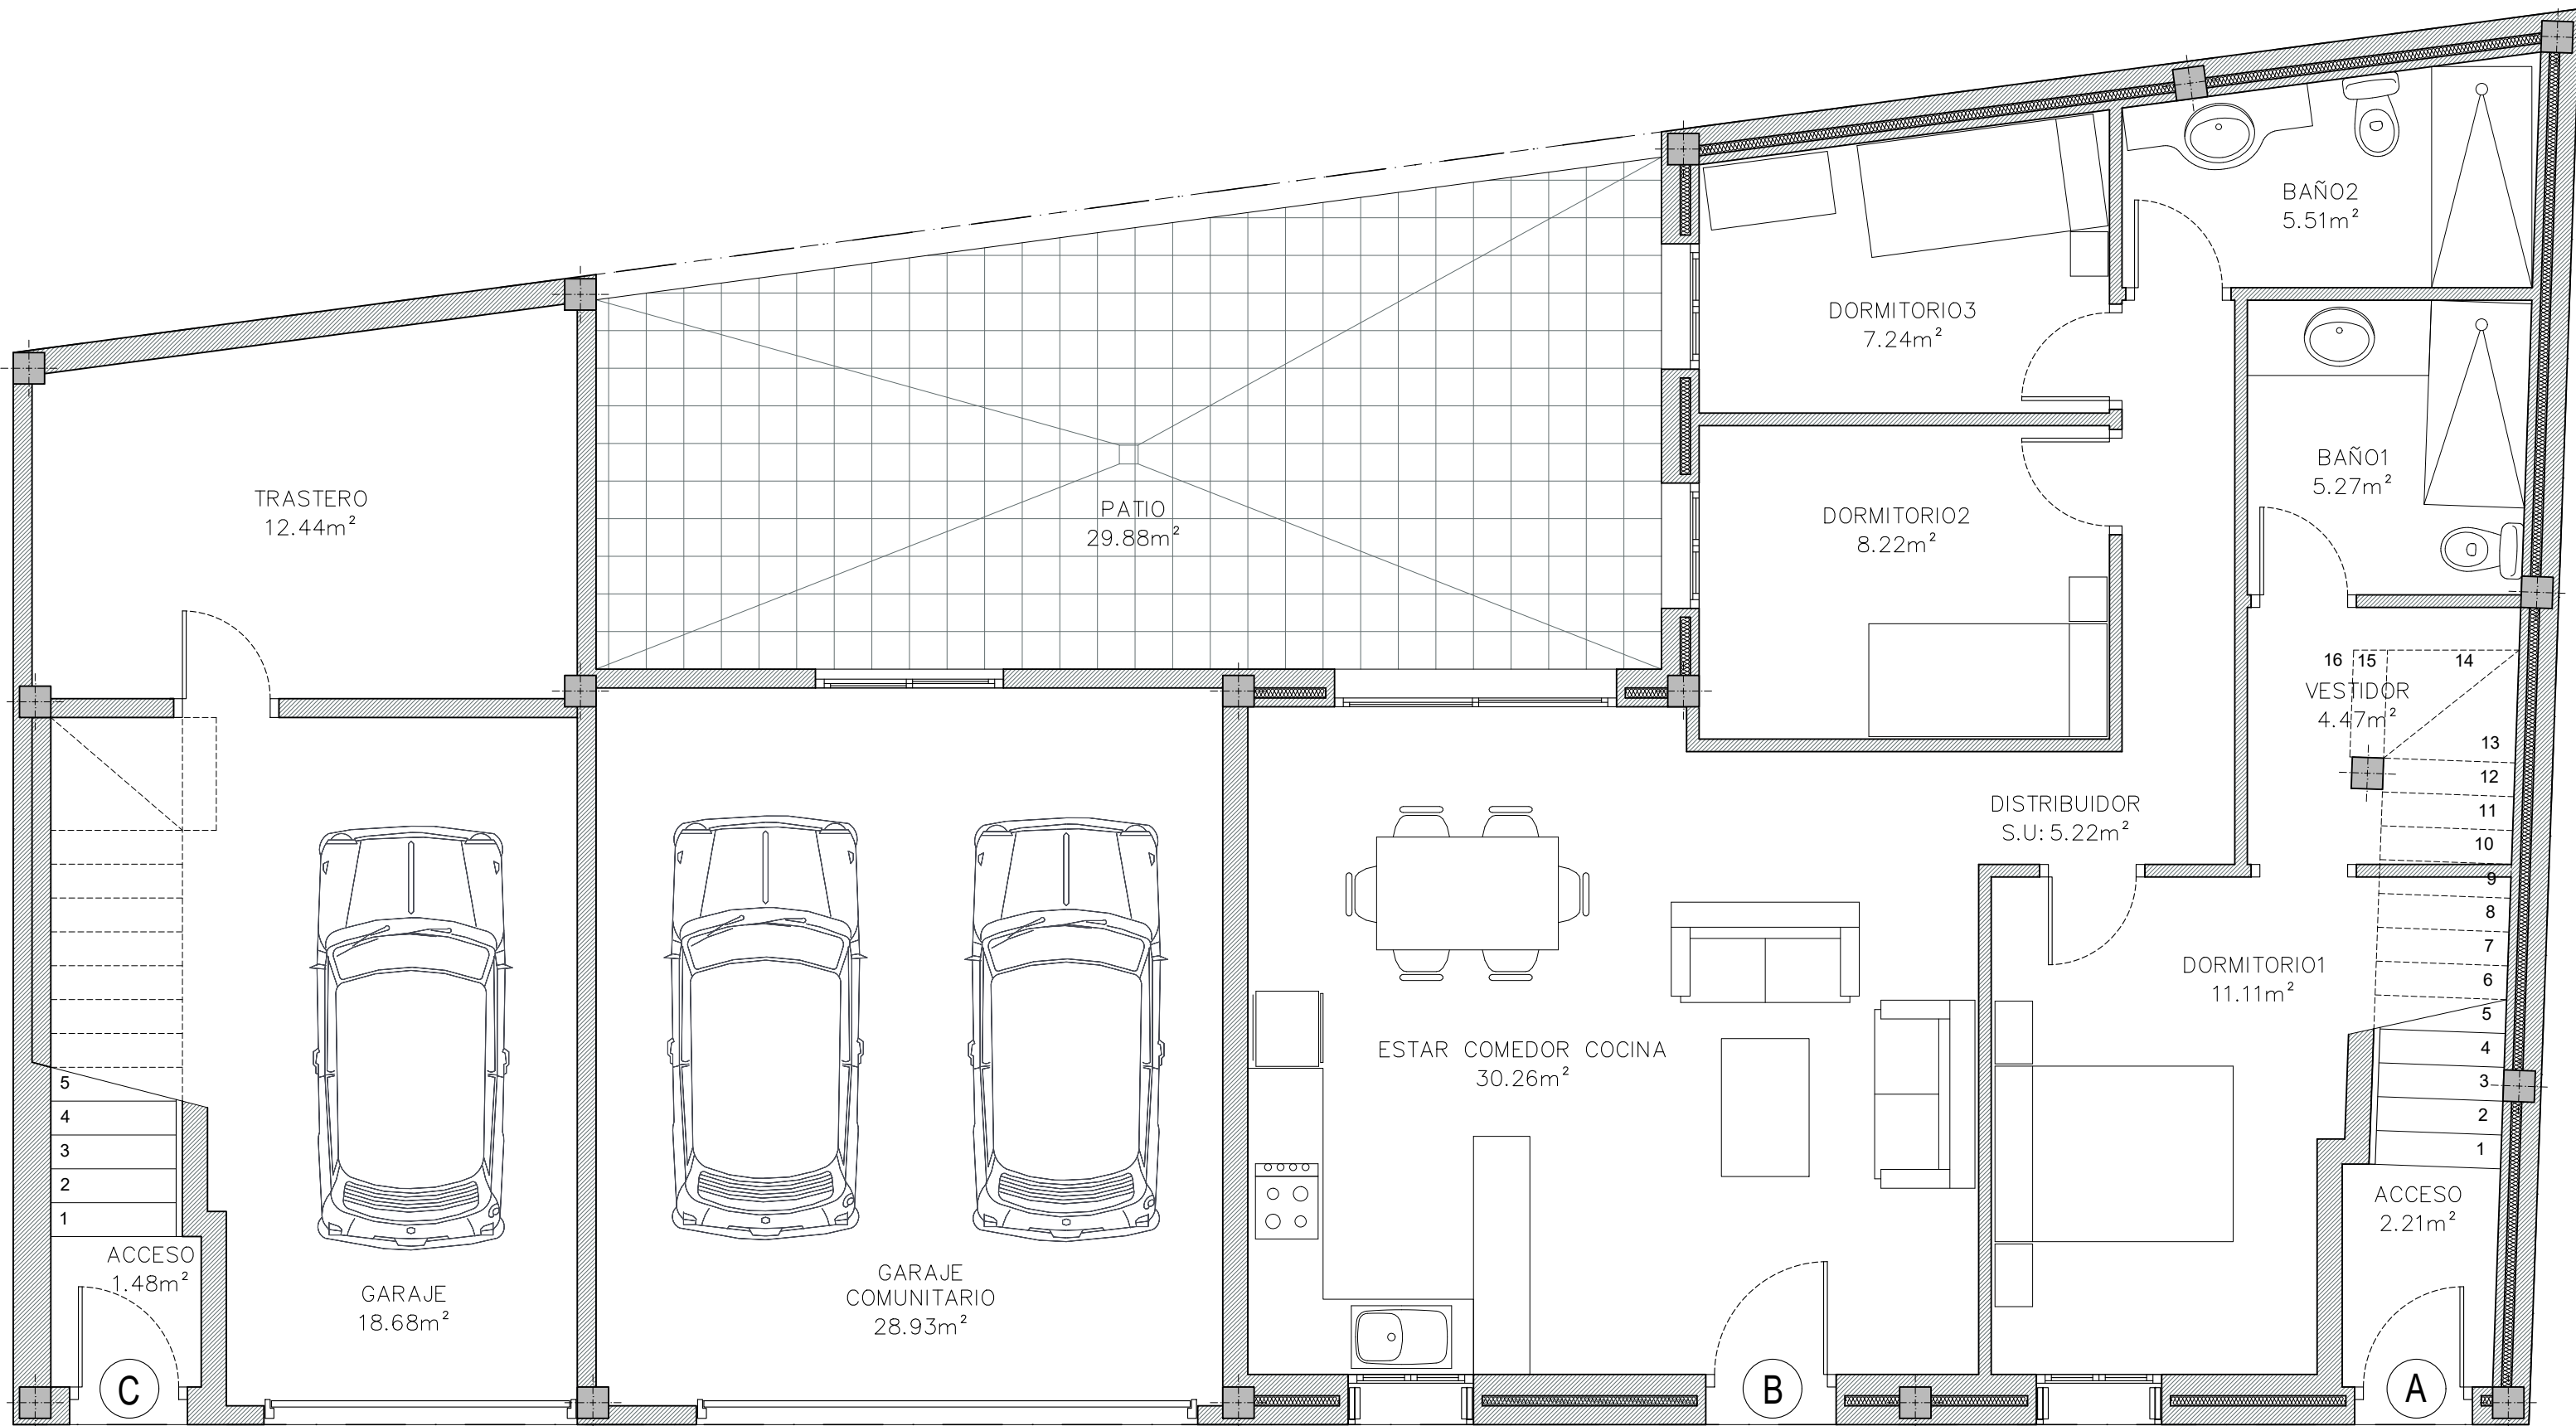 BAÑO2
5.51m²
DORMITORIO3
7.24m²
BAÑO1
5.27m²
TRASTERO
12.44m²
PATIO
29.88m²
DORMITORIO2
8.22m²
16 15 14
VESTIDOR
4.47m²
13
12
11
10
9
8
7
6
5
4
3
2
1
DISTRIBUIDOR
S.U: 5.22m²
DORMITORIO1
11.11m²
ESTAR COMEDOR COCINA
30.26m²
5
4
3
2
1
ACCESO
2.21m²
ACCESO
1.48m²
GARAJE
18.68m²
GARAJE
COMUNITARIO
28.93m²
C
B
A